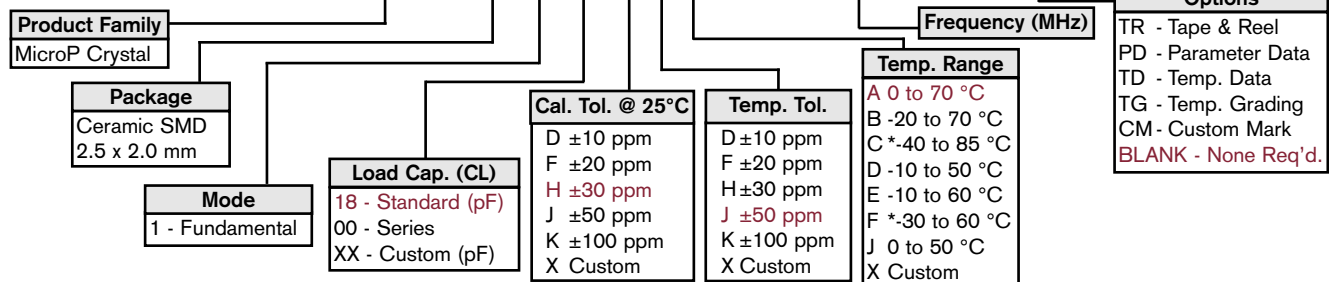 Product Family
MicroP Crystal
Package
Ceramic SMD
2.5 x 2.0 mm
Mode
1 - Fundamental
Load Cap. (CL)
18 - Standard (pF)
00 - Series
XX - Custom (pF)
Cal. Tol. @ 25°C
D ±10 ppm
F ±20 ppm
H ±30 ppm
J ±50 ppm
K ±100 ppm
X Custom
Temp. Tol.
D ±10 ppm
F ±20 ppm
H ±30 ppm
J ±50 ppm
K ±100 ppm
X Custom
Temp. Range
A 0 to 70 °C
B -20 to 70 °C
C *-40 to 85 °C
D -10 to 50 °C
E -10 to 60 °C
F *-30 to 60 °C
J 0 to 50 °C
X Custom
Frequency (MHz)
Options
TR - Tape & Reel
PD - Parameter Data
TD - Temp. Data
TG - Temp. Grading
CM - Custom Mark
BLANK - None Req'd.